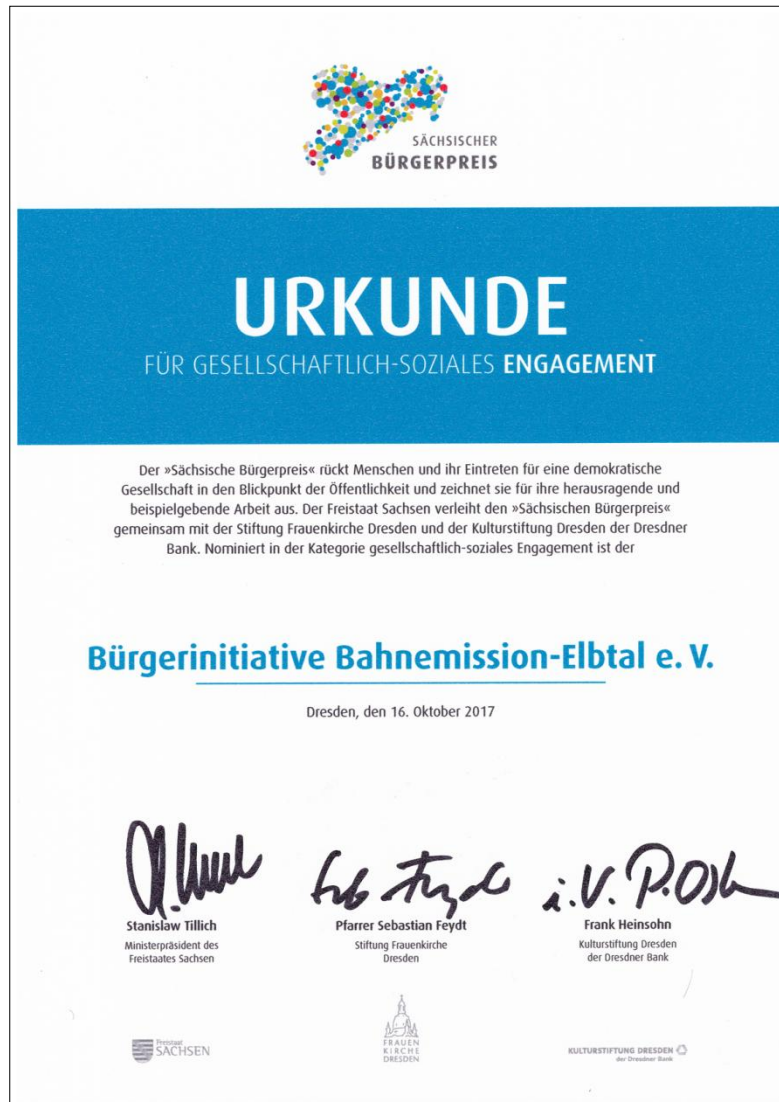 SÄCHSISCHER
BÜRGERPREIS
URKUNDE
FÜR GESELLSCHAFTLICH-SOZIALES ENGAGEMENT
Der »Sächsische Bürgerpreis« rückt Menschen und ihr Eintreten für eine demokratische
Gesellschaft in den Blickpunkt der Öffentlichkeit und zeichnet sie für ihre herausragende und
beispielgebende Arbeit aus. Der Freistaat Sachsen verleiht den »Sächsischen Bürgerpreis«
gemeinsam mit der Stiftung Frauenkirche Dresden und der Kulturstiftung Dresden der Dresdner
Bank. Nominiert in der Kategorie gesellschaftlich-soziales Engagement ist der
Bürgerinitiative Bahnemission-Elbtal e. V.
Dresden, den 16. Oktober 2017
i. V.
Stanislaw Tillich Pfarrer Sebastian Feydt Frank Heinsohn
Ministerpräsident des Stiftung Frauenkirche Kulturstiftung Dresden
Freistaates Sachsen Dresden der Dresdner Bank
Freistaat
SACHSEN
FRAUEN
KIRCHE
DRESDEN
KULTURSTIFTUNG DRESDEN
der Dresdner Bank